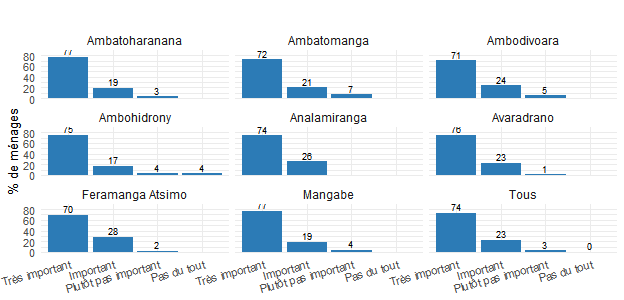 Ambatoharanana Ambatomanga Ambodivoara
77 19 3 72 21 7 71 24 5
80
60
40
20
0
Ambohidrony Analamiranga Avaradrano
75 17 4 4 74 26 76 23 1
80
60
40
20
0
Feramanga Atsimo Mangabe Tous
70 28 2 77 19 4 74 23 3 0
80
60
40
20
0
% de ménages
Très important Important Plutôt pas important Pas du tout Très important Important Plutôt pas important Pas du tout Très important Important Plutôt pas important Pas du tout